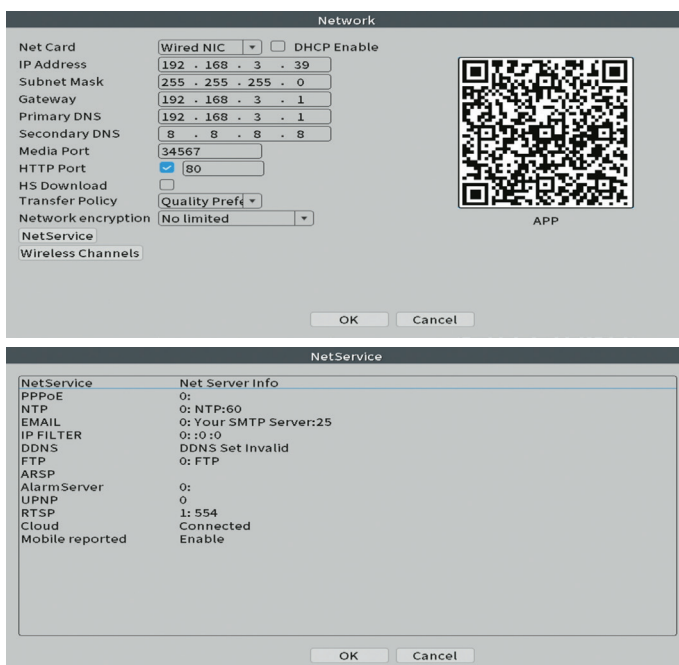 Network
Net Card Wired NIC DHCP Enable
IP Address 192 . 168 . 3 . 39
Subnet Mask 255 . 255 . 255 . 0
Gateway 192 . 168 . 3 . 1
Primary DNS 192 . 168 . 3 . 1
Secondary DNS 8 . 8 . 8 . 8
Media Port 34567
HTTP Port 80
HS Download
Transfer Policy Quality Prefe
Network encryption No limited
APP
NetService
Wireless Channels
OK Cancel
NetService
NetService Net Server Info
PPPoE 0:
NTP 0: NTP:60
EMAIL 0: Your SMTP Server:25
IP FILTER 0: :0 :0
DDNS DDNS Set Invalid
FTP 0: FTP
ARSP
AlarmServer 0:
UPNP 0
RTSP 1: 554
Cloud Connected
Mobile reported Enable
OK Cancel